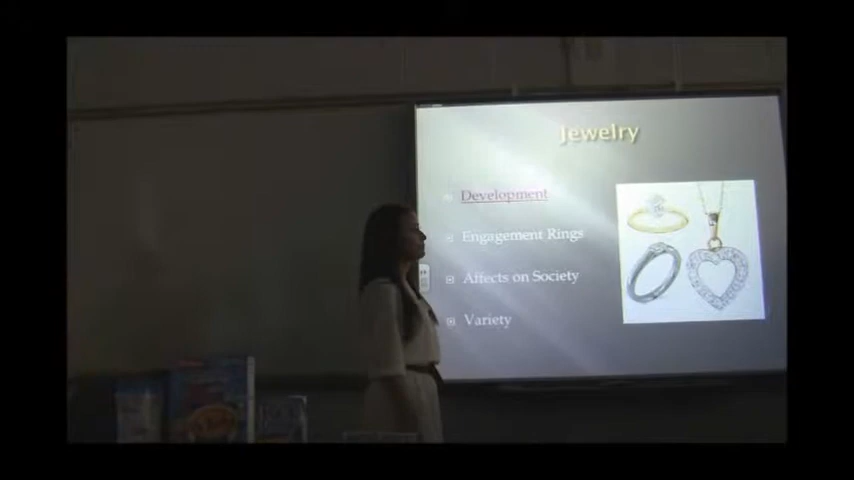 Jewelry
Development
Engagement Rings
Affects on Society
Variety